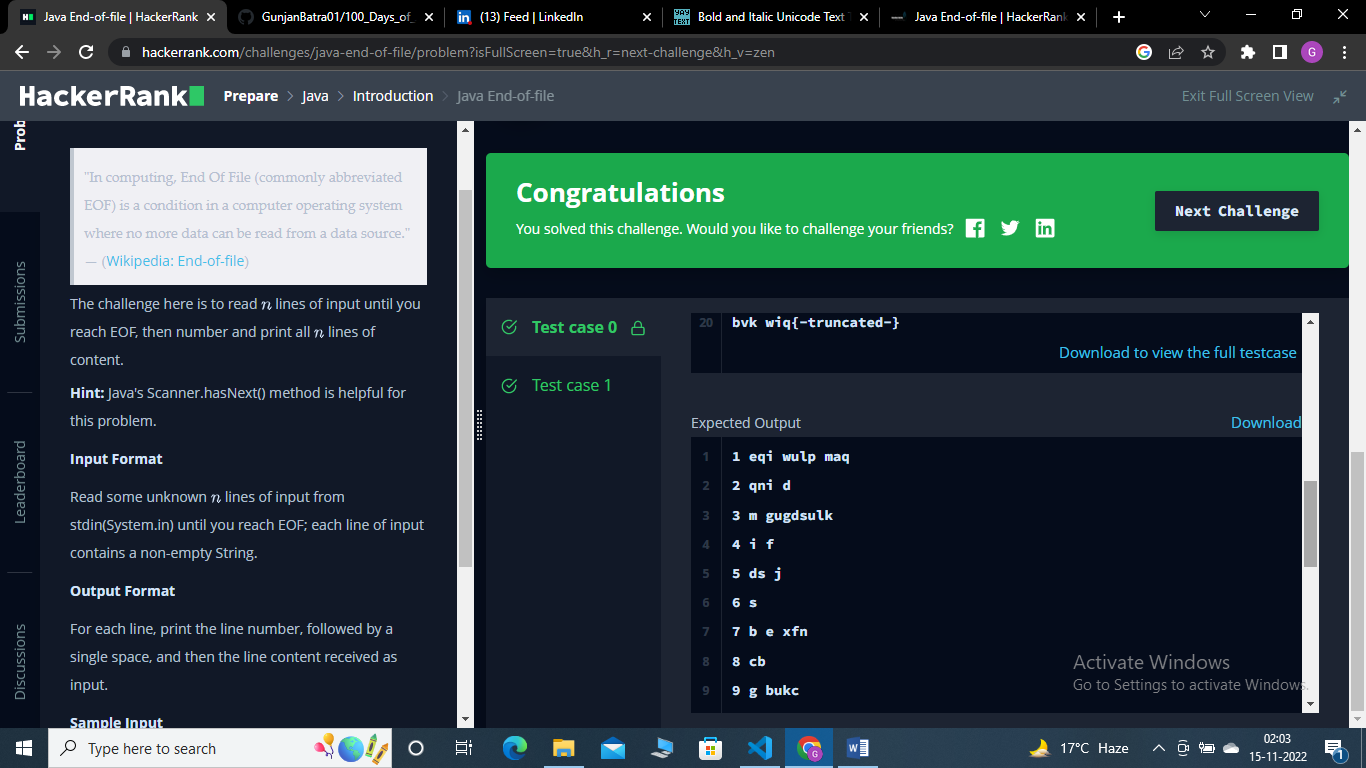 Java End-of-file | HackerRank
GunjanBatra01/100_Days_of_
(13) Feed | LinkedIn
Bold and Italic Unicode Text
Java End-of-file | HackerRank
hackerrank.com/challenges/java-end-of-file/problem?isFullScreen=true&h_r=next-challenge&h_v=zen
G
HackerRank
Prepare > Java > Introduction > Java End-of-file
Exit Full Screen View
Prob
Submissions
Leaderboard
Discussions
"In computing, End Of File (commonly abbreviated
EOF) is a condition in a computer operating system
where no more data can be read from a data source."
— (Wikipedia: End-of-file)
The challenge here is to read n lines of input until you
reach EOF, then number and print all n lines of
content.
Hint: Java's Scanner.hasNext() method is helpful for
this problem.
Input Format
Read some unknown n lines of input from
stdin(System.in) until you reach EOF; each line of input
contains a non-empty String.
Output Format
For each line, print the line number, followed by a
single space, and then the line content received as
input.
Sample Input
Congratulations
You solved this challenge. Would you like to challenge your friends?
Next Challenge
Test case 0
Test case 1
20 bvk wiq{-truncated-}
Download to view the full testcase
Expected Output
Download
1 1 eqi wulp maq
2 2 qni d
3 3 m gugdsulk
4 4 i f
5 5 ds j
6 6 s
7 7 b e xfn
8 8 cb
9 9 g bukc
Activate Windows
Go to Settings to activate Windows.
Type here to search
17°C Haze
02:03
15-11-2022
1